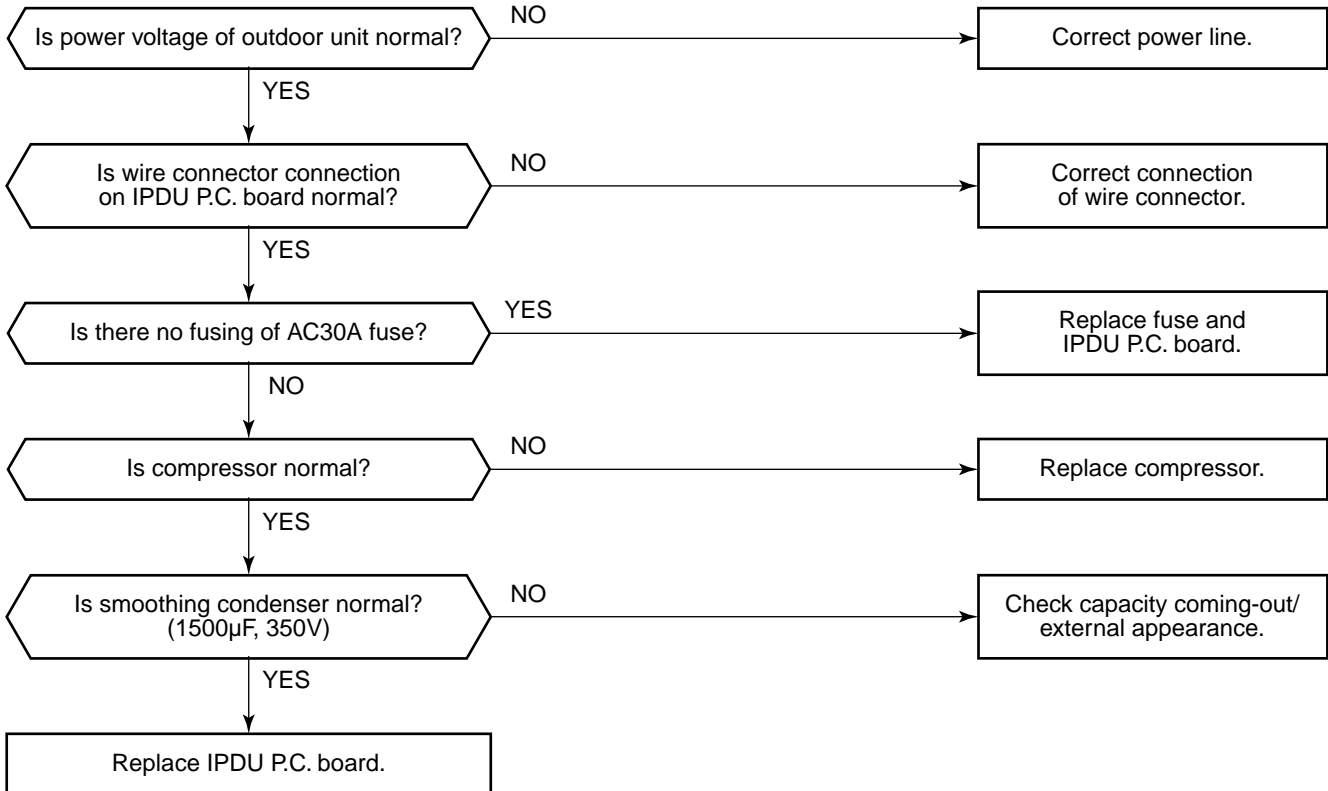 Is power voltage of outdoor unit normal?
NO
Correct power line.
YES
Is wire connector connection
on IPDU P.C. board normal?
NO
Correct connection
of wire connector.
YES
Is there no fusing of AC30A fuse?
YES
Replace fuse and
IPDU P.C. board.
NO
Is compressor normal?
NO
Replace compressor.
YES
Is smoothing condenser normal?
(1500µF, 350V)
NO
Check capacity coming-out/
external appearance.
YES
Replace IPDU P.C. board.